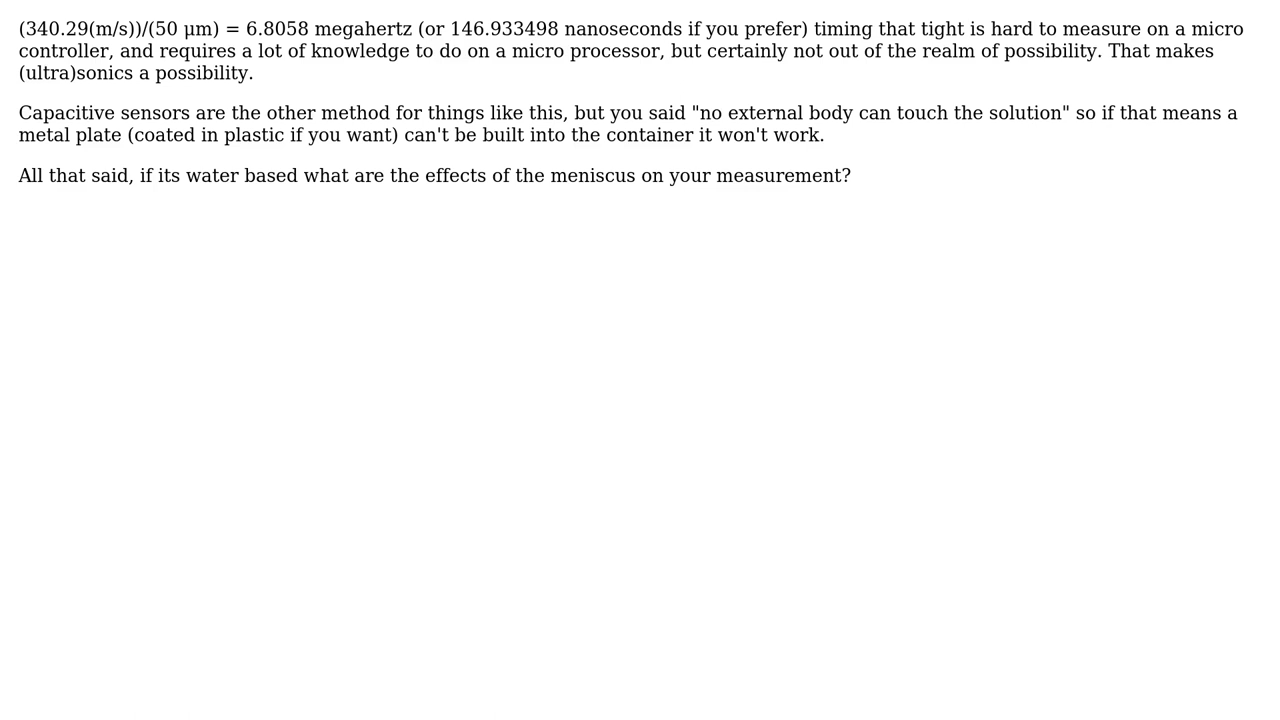 (340.29(m/s))/(50 μm) = 6.8058 megahertz (or 146.933498 nanoseconds if you prefer) timing that tight is hard to measure on a micro
controller, and requires a lot of knowledge to do on a micro processor, but certainly not out of the realm of possibility. That makes
(ultra)sonics a possibility.
Capacitive sensors are the other method for things like this, but you said "no external body can touch the solution" so if that means a
metal plate (coated in plastic if you want) can't be built into the container it won't work.
All that said, if its water based what are the effects of the meniscus on your measurement?